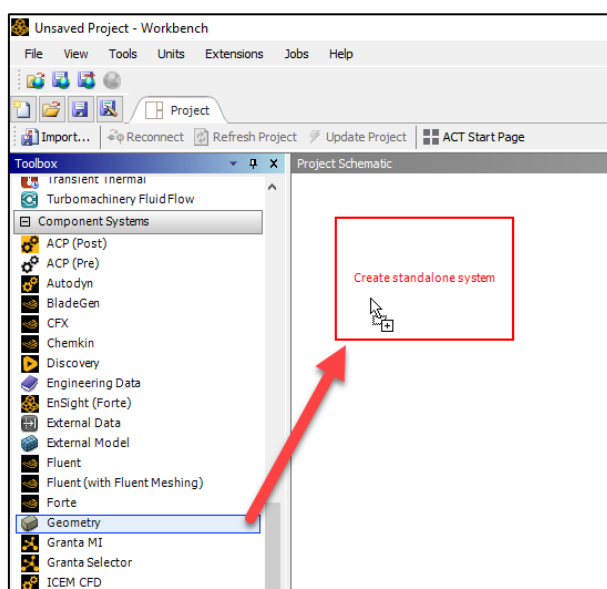 Unsaved Project - Workbench
File View Tools Units Extensions Jobs Help
Project
Import... Reconnect Refresh Project Update Project ACT Start Page
Toolbox
Project Schematic
Transient Thermal
Turbomachinery Fluid Flow
Component Systems
ACP (Post)
ACP (Pre)
Autodyn
BladeGen
CFX
Chemkin
Discovery
Engineering Data
EnSight (Forte)
External Data
External Model
Fluent
Fluent (with Fluent Meshing)
Forte
Geometry
Granta MI
Granta Selector
ICEM CFD
Create standalone system